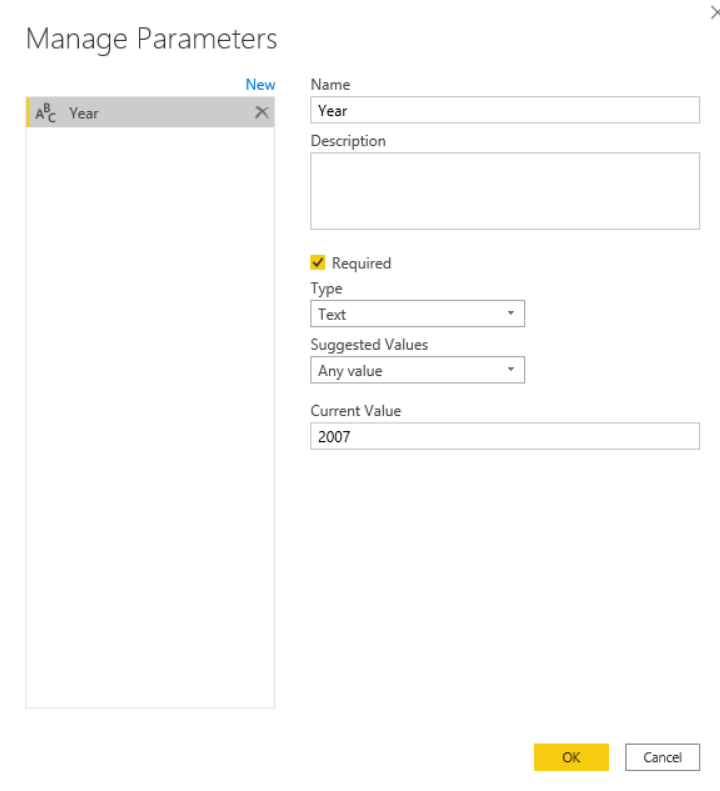 Manage Parameters
New
ABC Year
Name
Year
Description
Required
Type
Text
Suggested Values
Any value
Current Value
2007
OK
Cancel